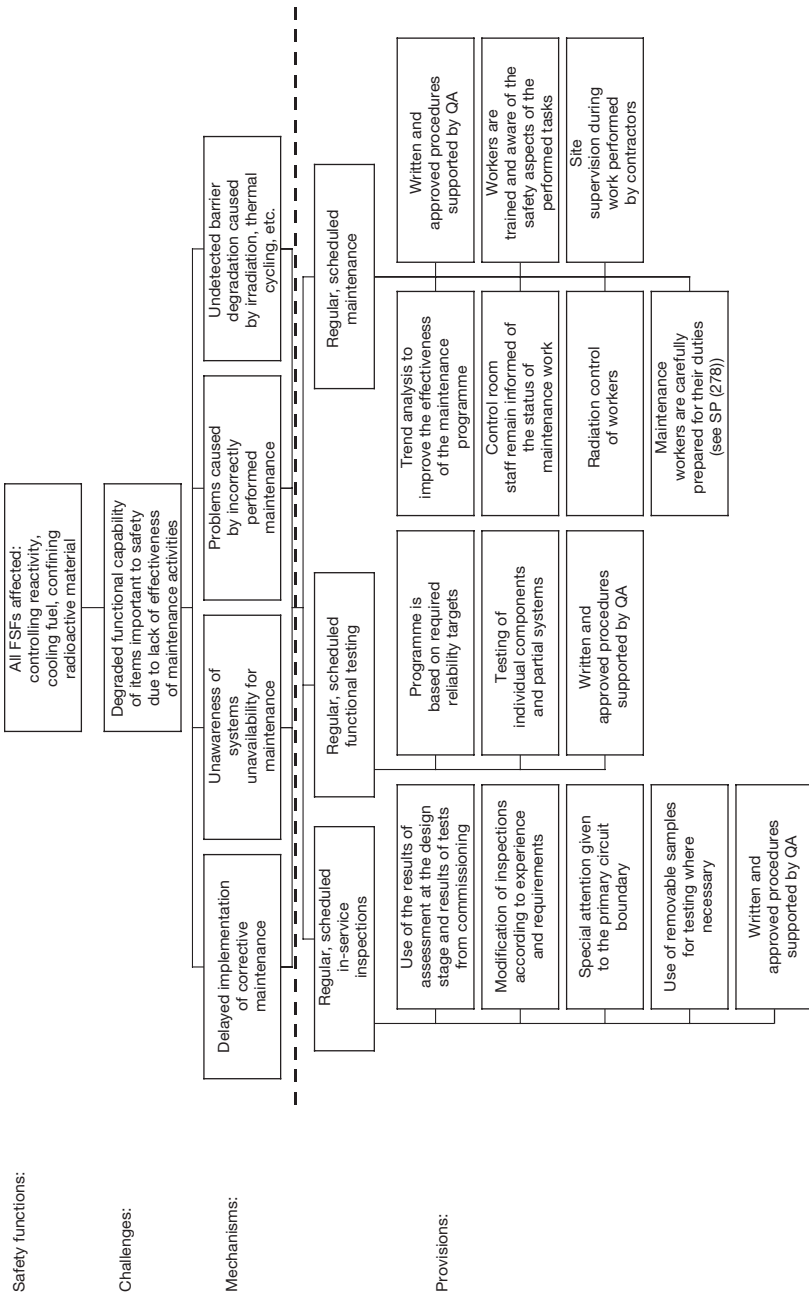 Safety functions:
All FSFs affected:
controlling reactivity,
cooling fuel, confining
radioactive material
Challenges:
Degraded functional capability
of items important to safety
due to lack of effectiveness
of maintenance activities
Mechanisms:
Delayed implementation
of corrective
maintenance
Unawareness of
systems
unavailability for
maintenance
Problems caused
by incorrectly
performed
maintenance
Undetected barrier
degradation caused
by irradiation, thermal
cycling, etc.
Provisions:
Regular, scheduled
in-service
inspections
Use of the results of
assessment at the design
stage and results of tests
from commissioning
Modification of inspections
according to experience
and requirements
Special attention given
to the primary circuit
boundary
Use of removable samples
for testing where
necessary
Written and
approved procedures
supported by QA
Regular, scheduled
functional testing
Programme is
based on required
reliability targets
Testing of
individual components
and partial systems
Written and
approved procedures
supported by QA
Regular, scheduled
maintenance
Trend analysis to
improve the effectiveness
of the maintenance
programme
Control room
staff remain informed of
the status of
maintenance work
Radiation control
of workers
Maintenance
workers are carefully
prepared for their duties
(see SP (278))
Written and
approved procedures
supported by QA
Workers are
trained and aware of the
safety aspects of the
performed tasks
Site
supervision during
work performed
by contractors